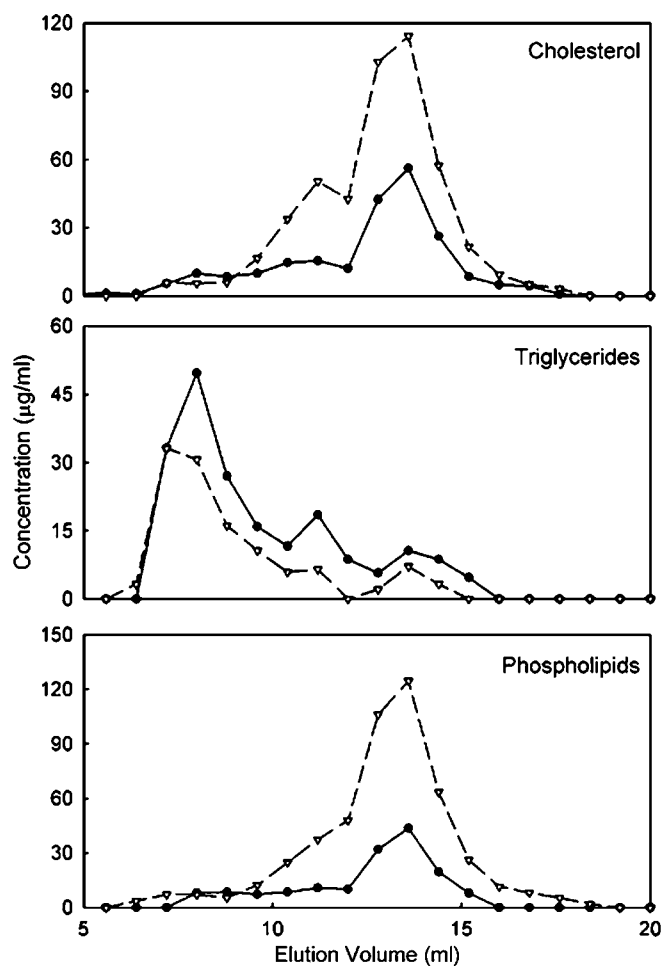 120
Cholesterol
90
60
30
0
60
Triglycerides
45
30
15
0
Concentration (μg/ml)
150
Phospholipids
120
90
60
30
0
5 10 15 20
Elution Volume (ml)